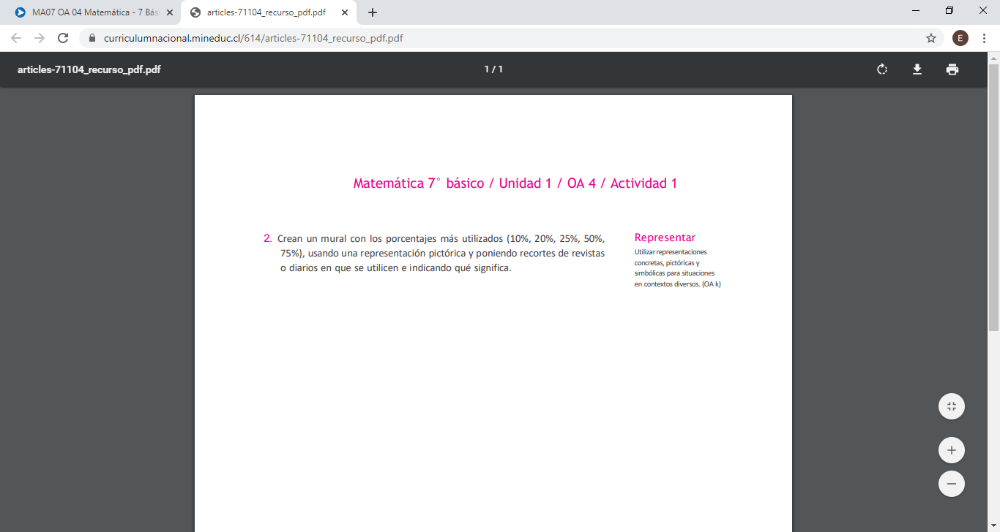 MA07 OA 04 Matemática - 7 Bás
articles-71104_recurso_pdf.pdf
curriculumnacional.mineduc.cl/614/articles-71104_recurso_pdf.pdf
E
articles-71104_recurso_pdf.pdf
1 / 1
Matemática 7° básico / Unidad 1 / OA 4 / Actividad 1
2. Crean un mural con los porcentajes más utilizados (10%, 20%, 25%, 50%,
75%), usando una representación pictórica y poniendo recortes de revistas
o diarios en que se utilicen e indicando qué significa.
Representar
Utilizar representaciones
concretas, pictóricas y
simbólicas para situaciones
en contextos diversos. (OA k)